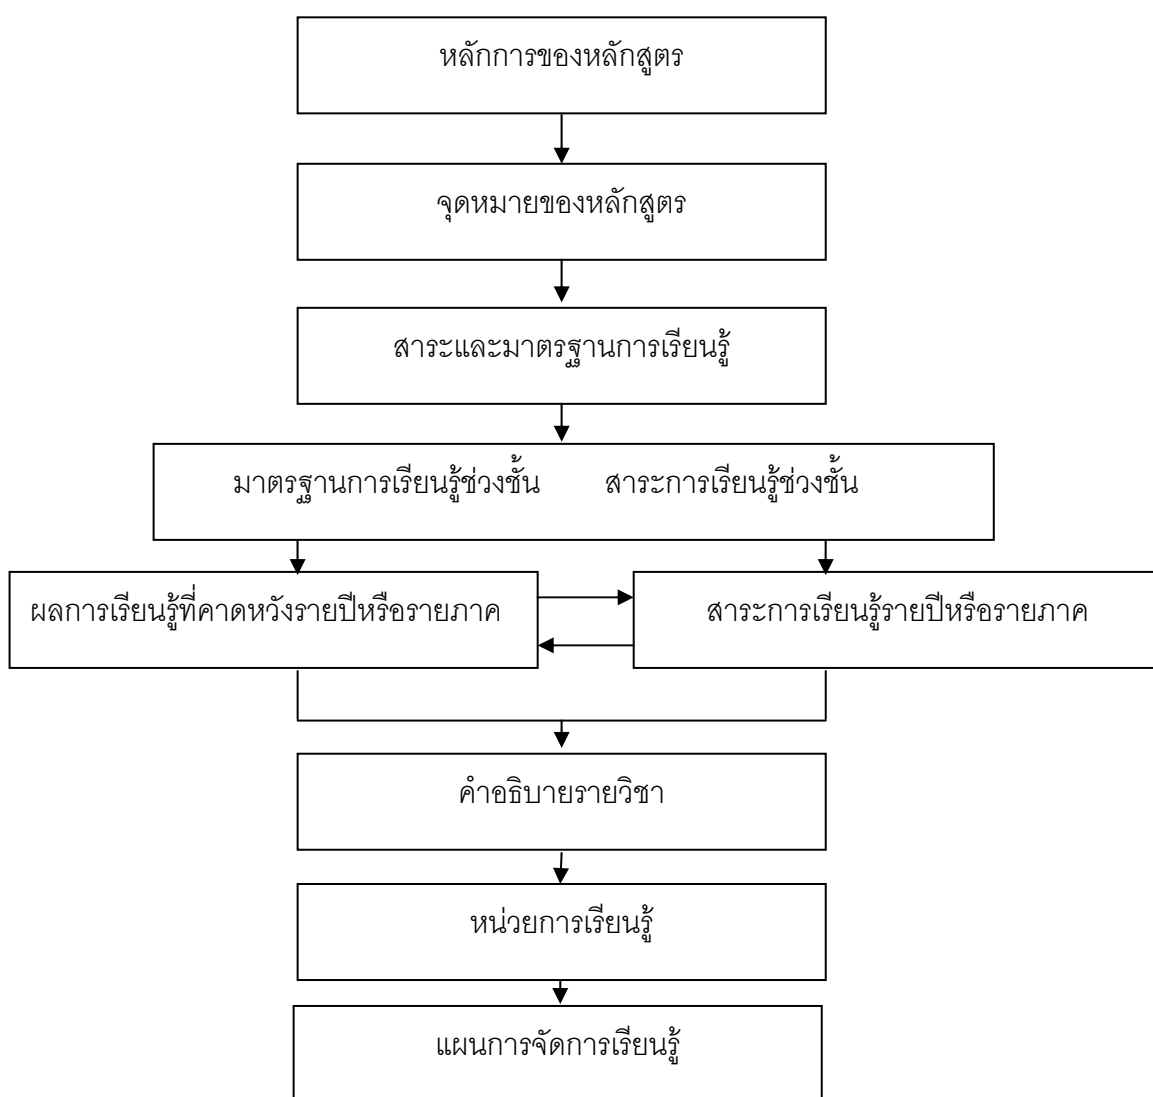 หลักการของหลักสูตร
จุดหมายของหลักสูตร
สาระและมาตรฐานการเรียนรู้
มาตรฐานการเรียนรู้ช่วงชั้น สาระการเรียนรู้ช่วงชั้น
ผลการเรียนรู้ที่คาดหวังรายปีหรือรายภาค สาระการเรียนรู้รายปีหรือรายภาค
คำอธิบายรายวิชา
หน่วยการเรียนรู้
แผนการจัดการเรียนรู้